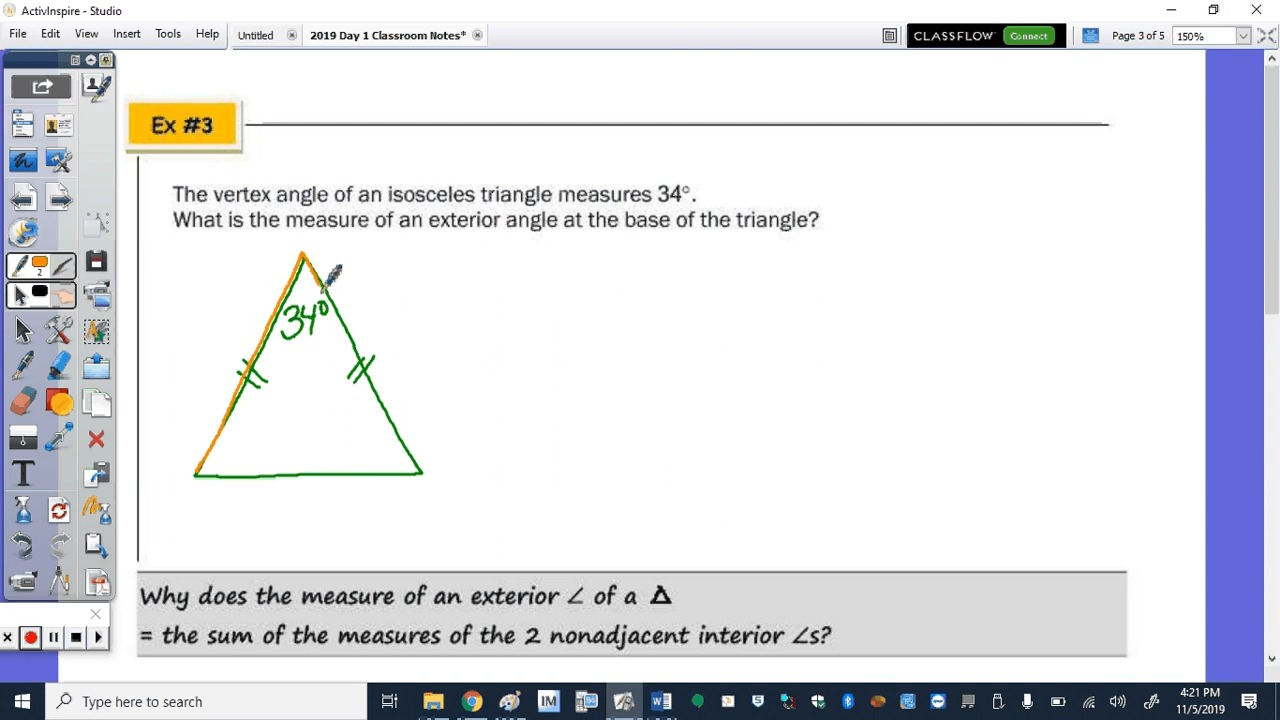 ActivInspire - Studio
File Edit View Insert Tools Help Untitled 2019 Day 1 Classroom Notes* CLASSFLOW Connect Page 3 of 5 150%
Ex #3
The vertex angle of an isosceles triangle measures 34°.
What is the measure of an exterior angle at the base of the triangle?
34°
2
T
Why does the measure of an exterior ∠ of a Δ
= the sum of the measures of the 2 nonadjacent interior ∠s?
Type here to search
IM
4:21 PM
11/5/2019